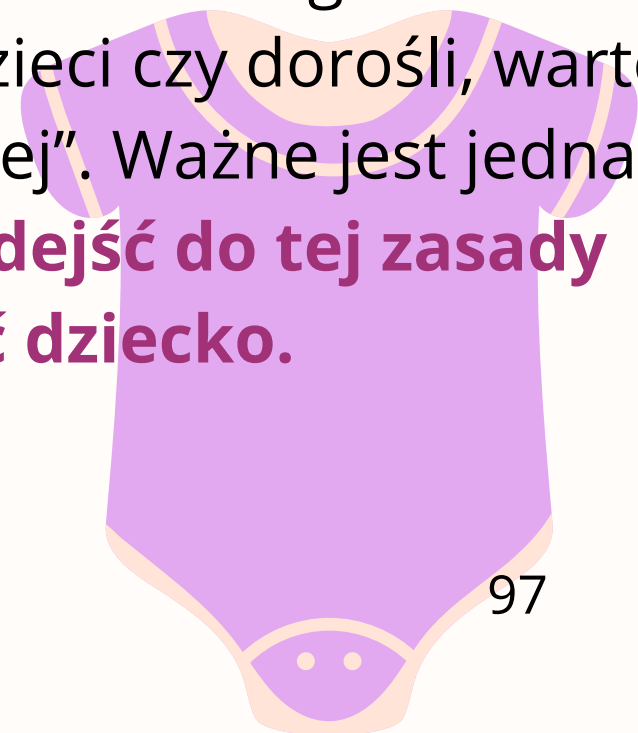 zieci czy dorośli, wart
ej”. Ważne jest jedna
dejść do tej zasady
ć dziecko.
97